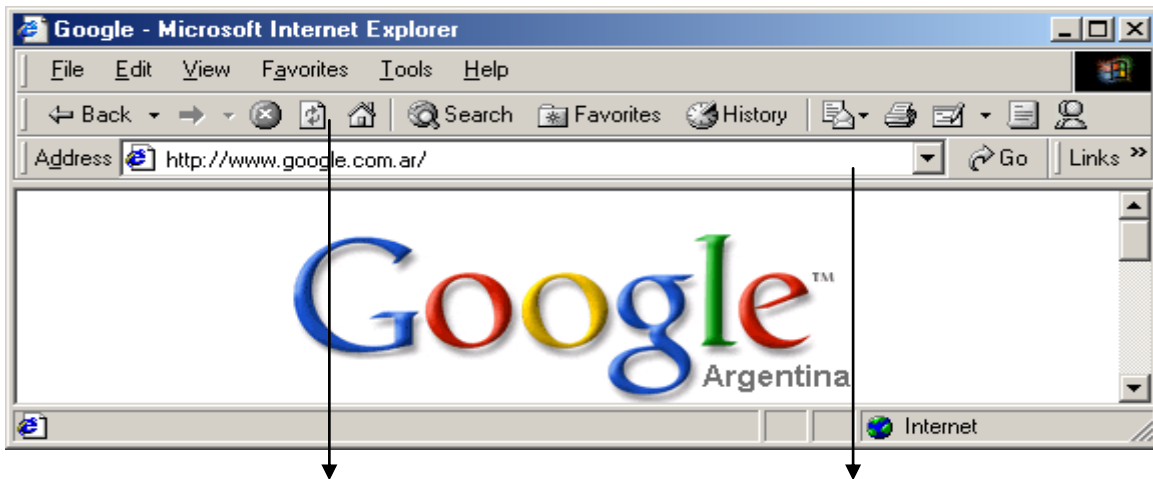 Google - Microsoft Internet Explorer
File Edit View Favorites Tools Help
Back Search Favorites History
Address http://www.google.com.ar/ Go Links »
Google™
Argentina
Internet